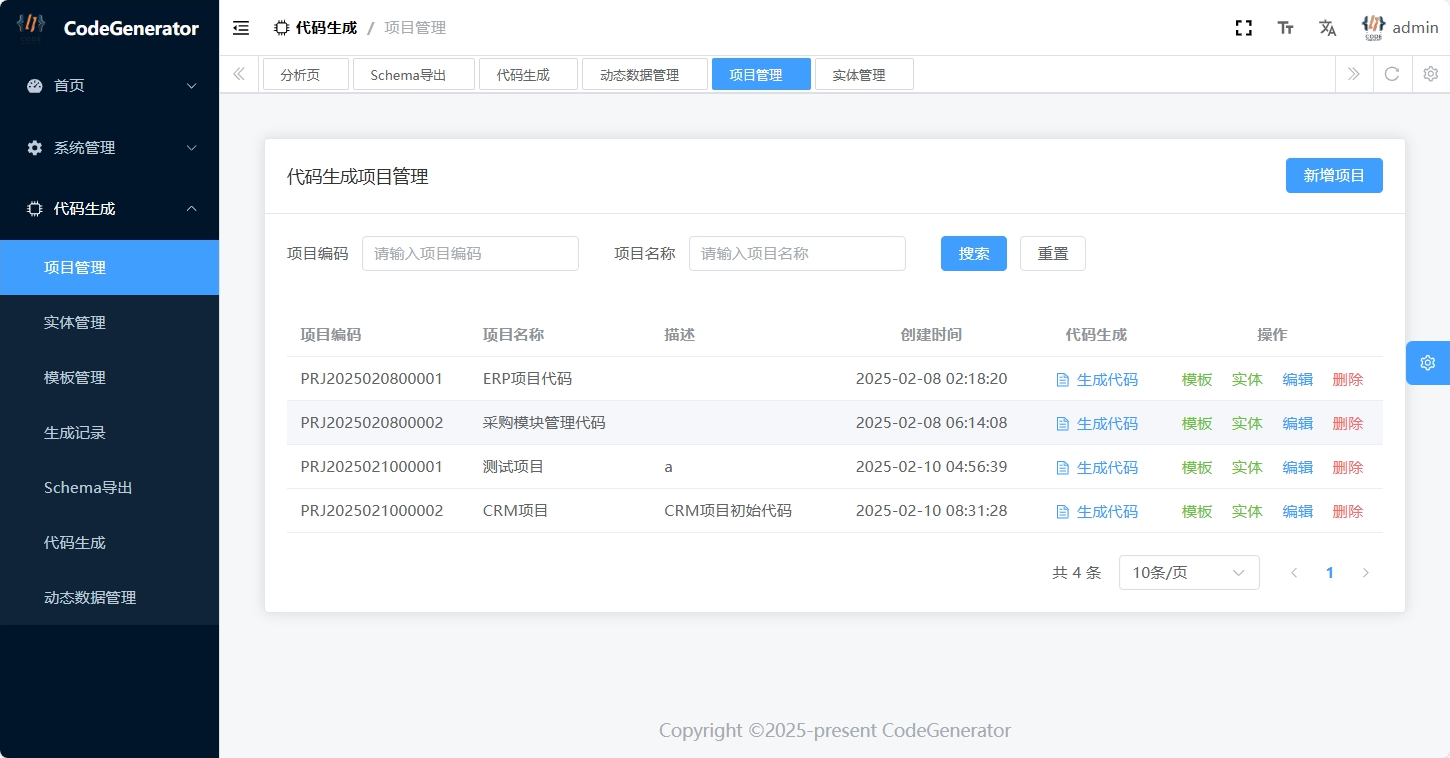 CodeGenerator
首页
系统管理
代码生成
项目管理
实体管理
模板管理
生成记录
Schema导出
代码生成
动态数据管理
代码生成 / 项目管理
admin
分析页 Schema导出 代码生成 动态数据管理 项目管理 实体管理
代码生成项目管理 新增项目
项目编码 请输入项目编码 项目名称 请输入项目名称 搜索 重置
项目编码 项目名称 描述 创建时间 代码生成 操作
PRJ2025020800001 ERP项目代码 2025-02-08 02:18:20 生成代码 模板 实体 编辑 删除
PRJ2025020800002 采购模块管理代码 2025-02-08 06:14:08 生成代码 模板 实体 编辑 删除
PRJ2025021000001 测试项目 a 2025-02-10 04:56:39 生成代码 模板 实体 编辑 删除
PRJ2025021000002 CRM项目 CRM项目初始代码 2025-02-10 08:31:28 生成代码 模板 实体 编辑 删除
共 4 条 10条/页 1
Copyright ©2025-present CodeGenerator